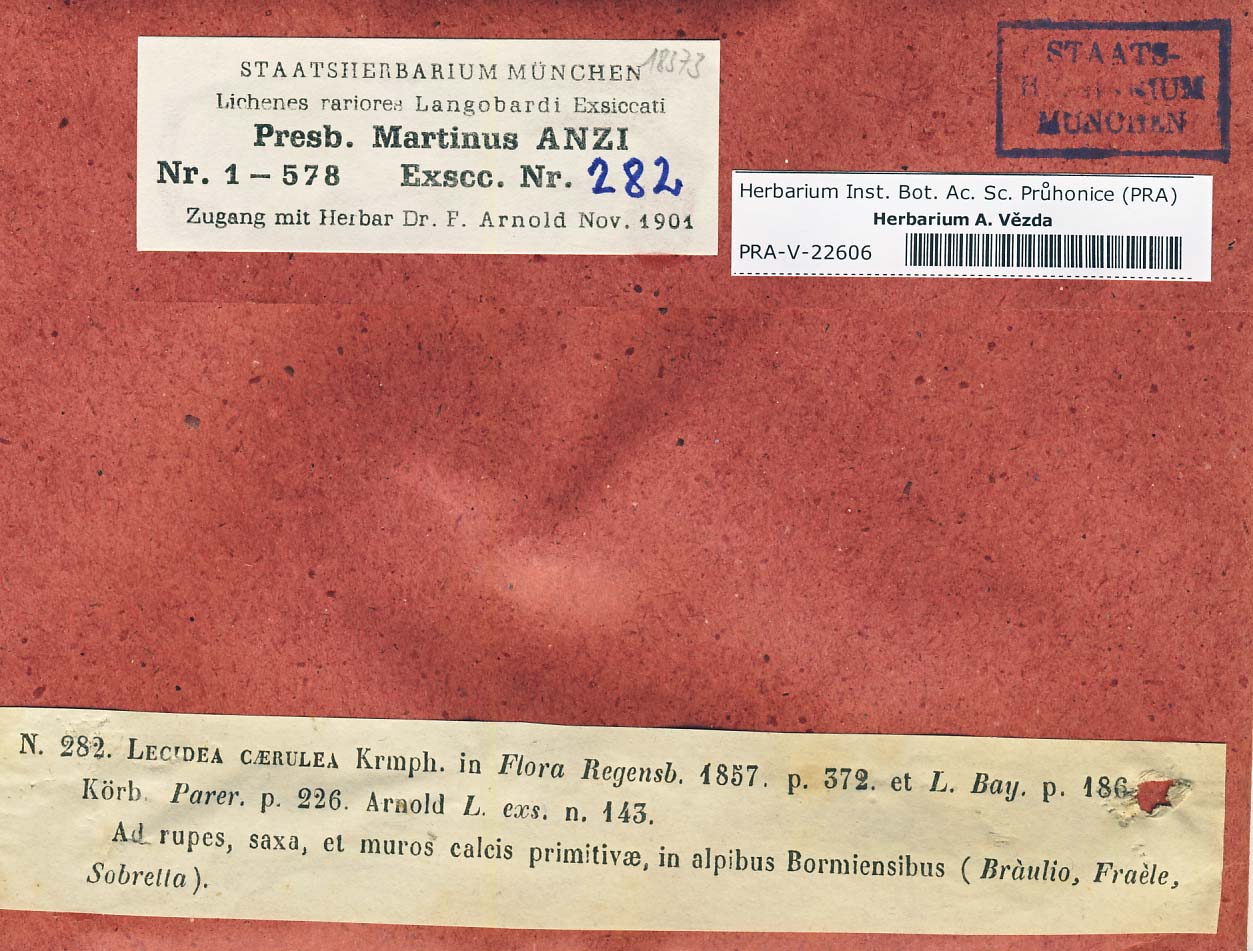 STAATSHERBARIUM MÜNCHEN 18373
Lichenes rariores Langobardi Exsiccati
Presb. Martinus ANZI
Nr. 1 – 578 Exscc. Nr. 282
Zugang mit Herbar Dr. F. Arnold Nov. 1901
STAATS-
HERBARIUM
MÜNCHEN
Herbarium Inst. Bot. Ac. Sc. Průhonice (PRA)
Herbarium A. Vězda
PRA-V-22606
N. 282. LECIDEA CÆRULEA Krmph. in Flora Regensb. 1857. p. 372. et L. Bay. p. 186
Körb. Parer. p. 226. Arnold L. exs. n. 143.
Ad rupes, saxa, et muros calcis primitivæ, in alpibus Bormiensibus ( Bràulio, Fraèle,
Sobretta ).